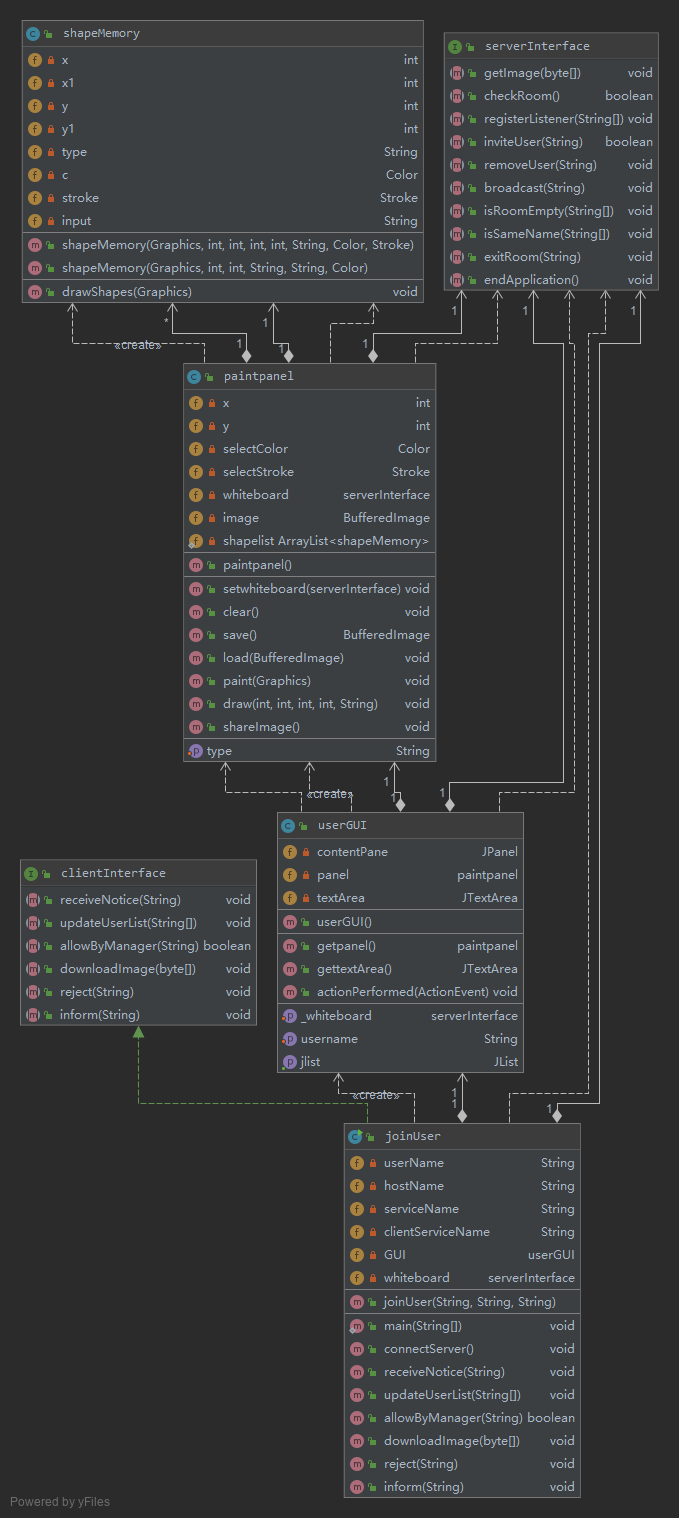 shapeMemory
x int
x1 int
y int
y1 int
type String
c Color
stroke Stroke
input String
shapeMemory(Graphics, int, int, int, int, String, Color, Stroke)
shapeMemory(Graphics, int, int, String, String, Color)
drawShapes(Graphics) void
serverInterface
getImage(byte[]) void
checkRoom() boolean
registerListener(String[]) void
inviteUser(String) boolean
removeUser(String) void
broadcast(String) void
isRoomEmpty(String[]) void
isSameName(String[]) void
exitRoom(String) void
endApplication() void
«create»
*
1
1
1
1
1
1
1
1
paintpanel
x int
y int
selectColor Color
selectStroke Stroke
whiteboard serverInterface
image BufferedImage
shapelist ArrayList<shapeMemory>
paintpanel()
setwhiteboard(serverInterface) void
clear() void
save() BufferedImage
load(BufferedImage) void
paint(Graphics) void
draw(int, int, int, int, String) void
shareImage() void
type String
«create»
1
1
1
userGUI
contentPane JPanel
panel paintpanel
textArea JTextArea
userGUI()
getpanel() paintpanel
gettextArea() JTextArea
actionPerformed(ActionEvent) void
_whiteboard serverInterface
username String
jlist JList
clientInterface
receiveNotice(String) void
updateUserList(String[]) void
allowByManager(String) boolean
downloadImage(byte[]) void
reject(String) void
inform(String) void
«create»
1
1
1
joinUser
userName String
hostName String
serviceName String
clientServiceName String
GUI userGUI
whiteboard serverInterface
joinUser(String, String, String)
main(String[]) void
connectServer() void
receiveNotice(String) void
updateUserList(String[]) void
allowByManager(String) boolean
downloadImage(byte[]) void
reject(String) void
inform(String) void
Powered by yFiles